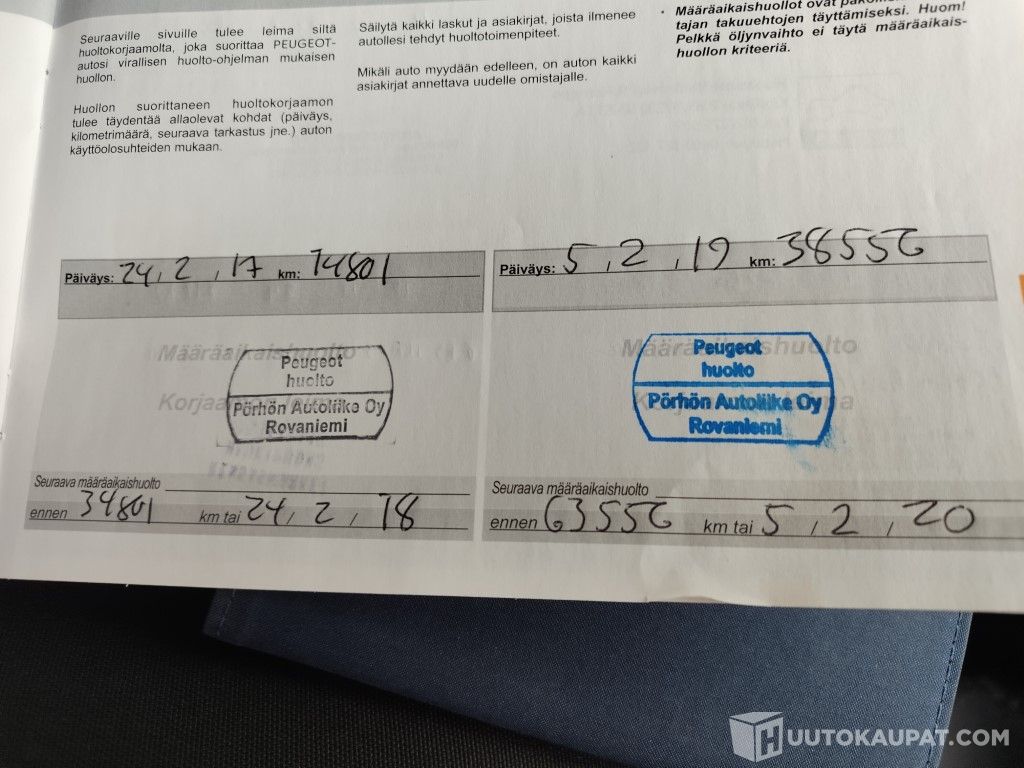 Seuraaville sivuille tulee leima siltä
huoltokorjaamolta, joka suorittaa PEUGEOT-
autosi virallisen huolto-ohjelman mukaisen
huollon.
Huollon suorittaneen huoltokorjaamon
tulee täydentää allaolevat kohdat (päiväys,
kilometrimäärä, seuraava tarkastus jne.) auton
käyttöolosuhteiden mukaan.
Säilytä kaikki laskut ja asiakirjat, joista ilmenee
autollesi tehdyt huoltotoimenpiteet.
Mikäli auto myydään edelleen, on auton kaikki
asiakirjat annettava uudelle omistajalle.
• Määräaikaishuollot ovat
tajan takuuehtojen täyttämiseksi. Huom!
Pelkkä öljynvaihto ei täytä määräaikais-
huollon kriteeriä.
Päiväys: 24, 2, 17 km: 14801
Määräaikaishuolto
Peugeot
huolto
Pörhön Autoliike Oy
Rovaniemi
Seuraava määräaikaishuolto
ennen 34801 km tai 24, 2, 18
Päiväys: 5, 2, 19 km: 38556
Määräaikaishuolto
Peugeot
huolto
Pörhön Autoliike Oy
Rovaniemi
Seuraava määräaikaishuolto
ennen 63556 km tai 5, 2, 20
HUUTOKAUPAT.COM